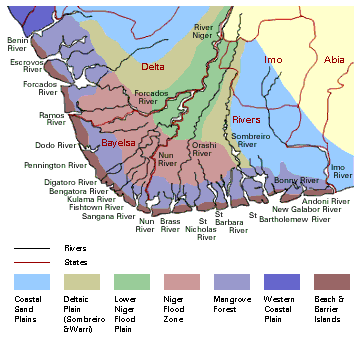 River
Niger
Benin
River
Escrovos
River
Delta
Imo
Abia
Forcados
River
Forcados
River
Ramos
River
Rivers
Sombreiro
River
Dodo River
Bayelsa
Orashi
River
Nun
River
Pennington River
Digatoro River
Bengatora River
Kulama River
Fishtown River
Sangana River
Bonny River
Imo
River
Andoni River
New Galabor River
St
Bartholemew River
St
Barbara
River
St
Nicholas
River
Brass
River
Nun
River
Rivers
States
Coastal
Sand
Plains
Deltaic
Plain
(Sombreiro
&Warri)
Lower
Niger
Flood
Plain
Niger
Flood
Zone
Mangrove
Forest
Western
Coastal
Plain
Beach &
Barrier
Islands